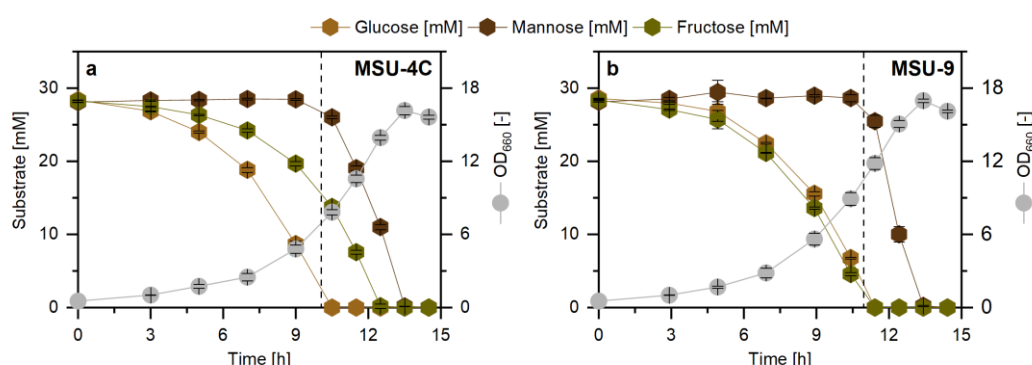 Glucose [mM] Mannose [mM] Fructose [mM]
a MSU-4C
Substrate [mM]
30
20
10
0
18
12
6
0
OD660 [-]
0 3 6 9 12 15
Time [h]
b MSU-9
Substrate [mM]
30
20
10
0
18
12
6
0
OD660 [-]
0 3 6 9 12 15
Time [h]